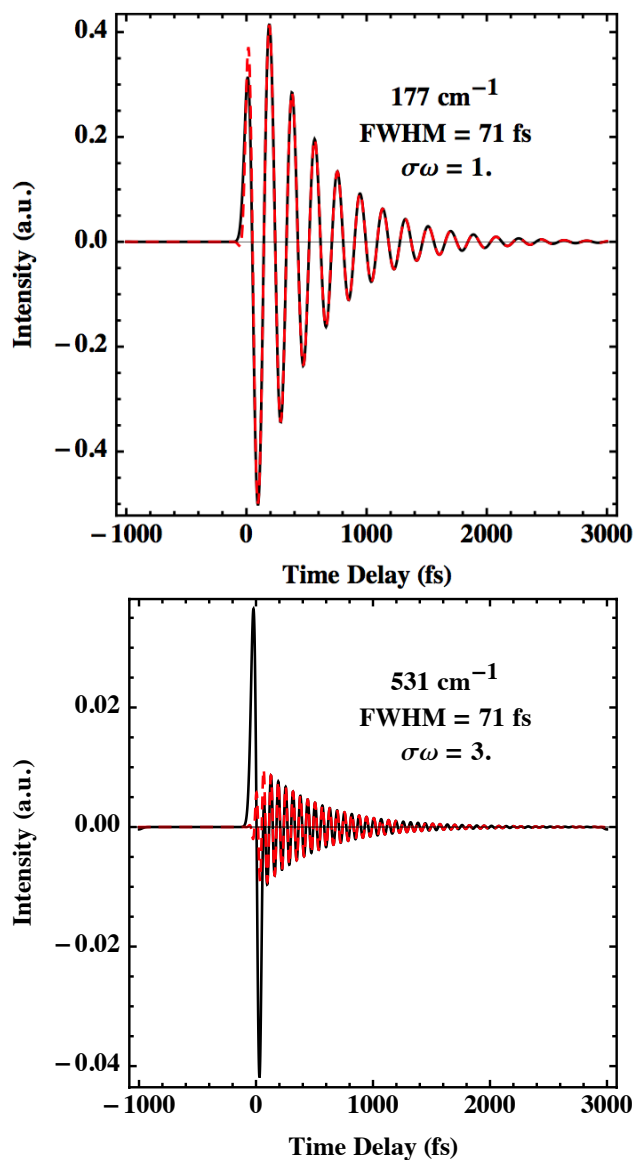 0.4
0.2
0.0
−0.2
−0.4
Intensity (a.u.)
177 cm⁻¹
FWHM = 71 fs
σω = 1.
−1000 0 1000 2000 3000
Time Delay (fs)
0.02
0.00
−0.02
−0.04
Intensity (a.u.)
531 cm⁻¹
FWHM = 71 fs
σω = 3.
−1000 0 1000 2000 3000
Time Delay (fs)